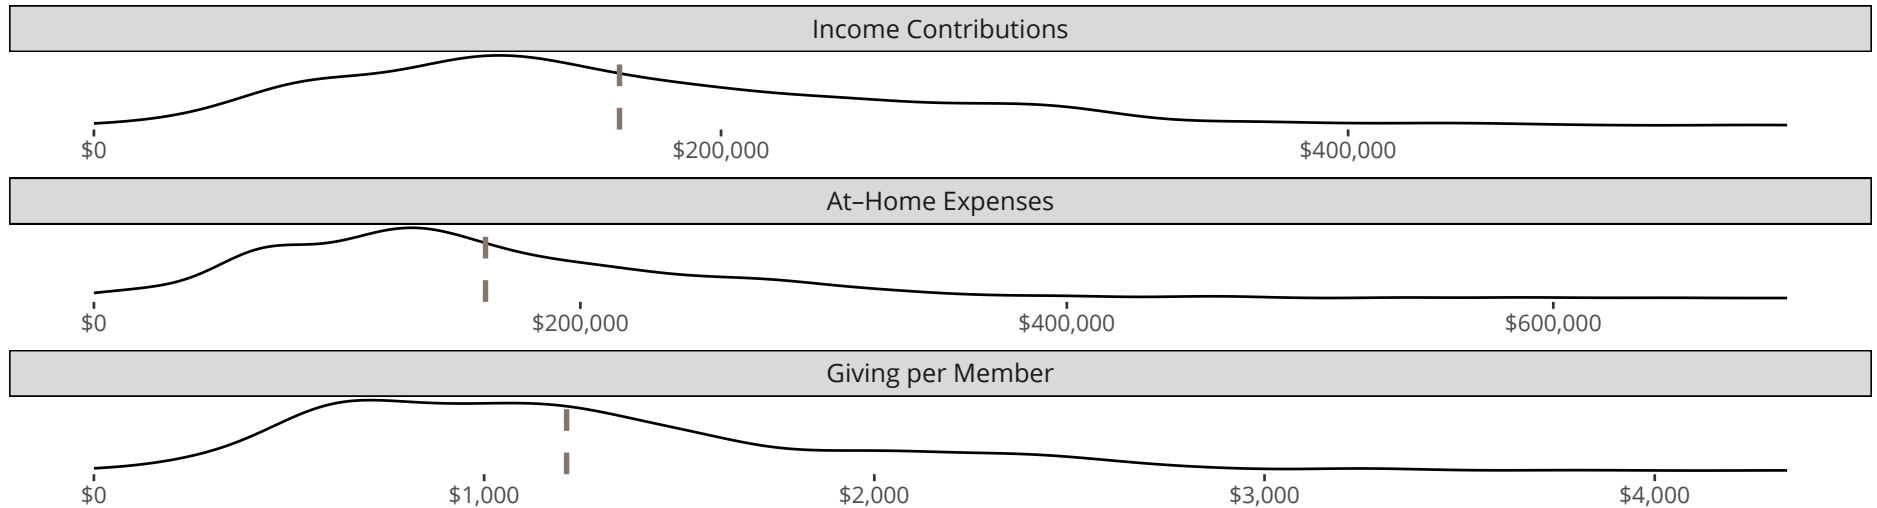 Income Contributions
$0 $200,000 $400,000
At–Home Expenses
$0 $200,000 $400,000 $600,000
Giving per Member
$0 $1,000 $2,000 $3,000 $4,000